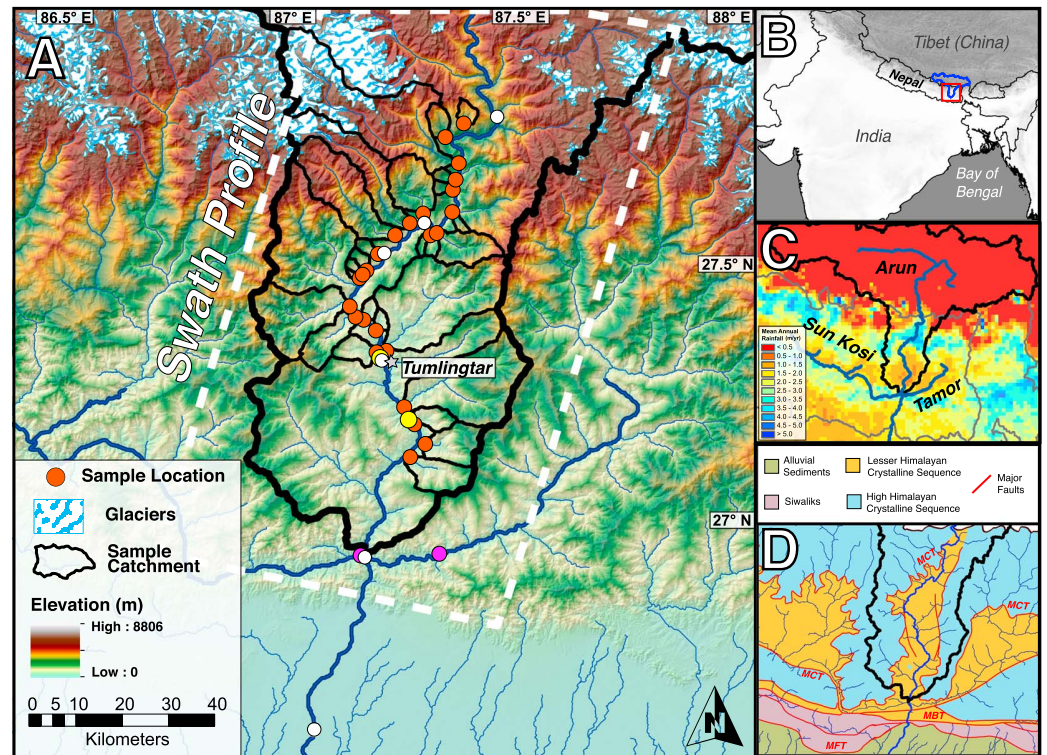 86.5° E
87° E
87.5° E
88° E
A
Swath Profile
27.5° N
Tumlingtar
27° N
Sample Location
Glaciers
Sample
Catchment
Elevation (m)
High : 8806
Low : 0
0 5 10 20 30 40
Kilometers
N
B
Tibet (China)
Nepal
India
Bay of
Bengal
C
Arun
Sun Kosi
Tamor
Mean Annual
Rainfall (m/yr)
< 0.5
0.5 - 1.0
1.0 - 1.5
1.5 - 2.0
2.0 - 2.5
2.5 - 3.0
3.0 - 3.5
3.5 - 4.0
4.0 - 4.5
4.5 - 5.0
> 5.0
Alluvial
Sediments
Lesser Himalayan
Crystalline Sequence
Siwaliks
High Himalayan
Crystalline Sequence
Major
Faults
D
MCT
MCT
MCT
MBT
MFT